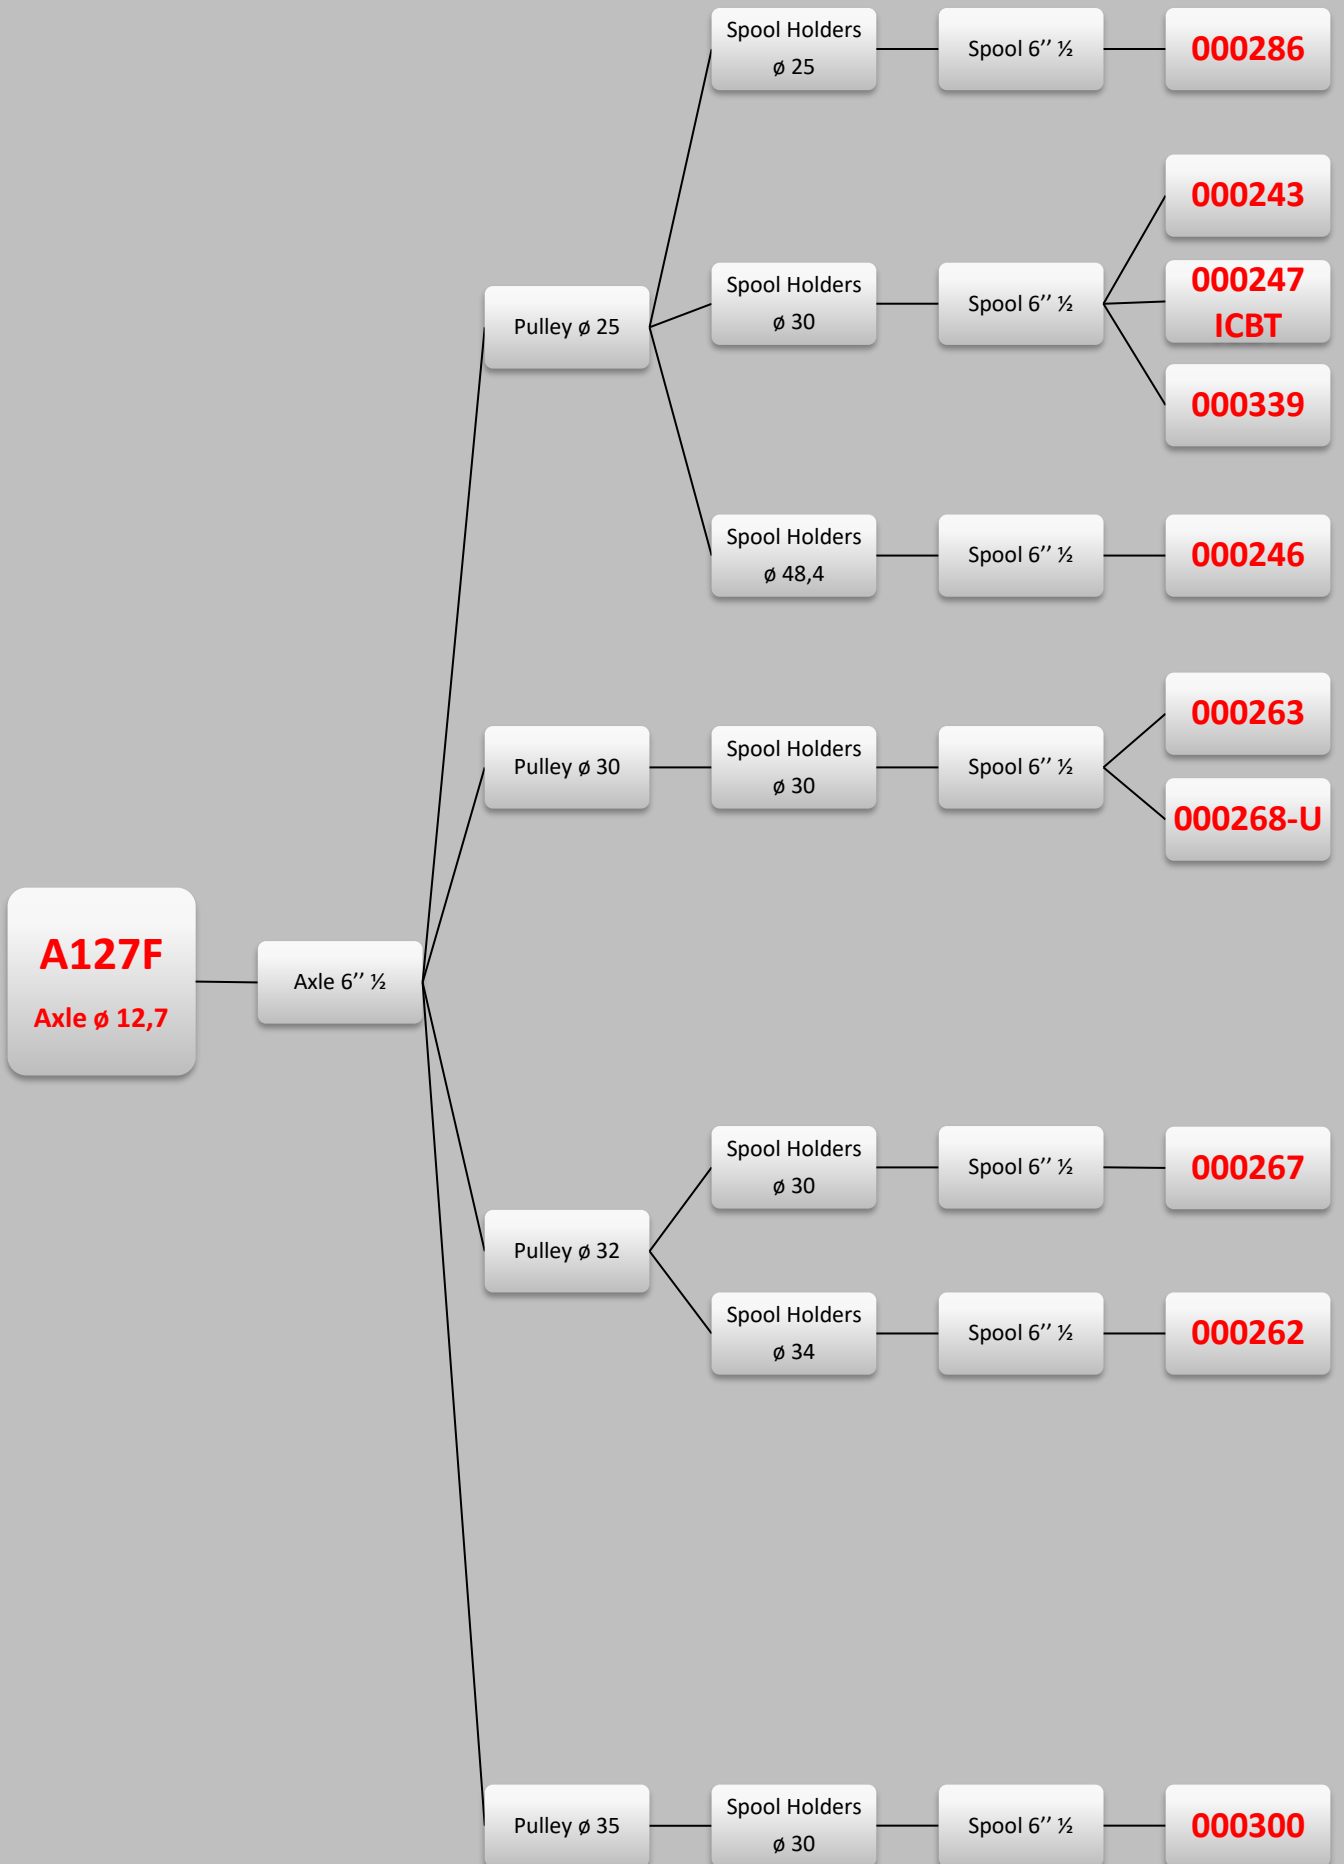 Spool Holders
ø 25
Spool 6’’ ½
000286
000243
Pulley ø 25
Spool Holders
ø 30
Spool 6’’ ½
000247
ICBT
000339
Spool Holders
ø 48,4
Spool 6’’ ½
000246
Pulley ø 30
Spool Holders
ø 30
Spool 6’’ ½
000263
000268-U
A127F
Axle ø 12,7
Axle 6’’ ½
Pulley ø 32
Spool Holders
ø 30
Spool 6’’ ½
000267
Spool Holders
ø 34
Spool 6’’ ½
000262
Pulley ø 35
Spool Holders
ø 30
Spool 6’’ ½
000300